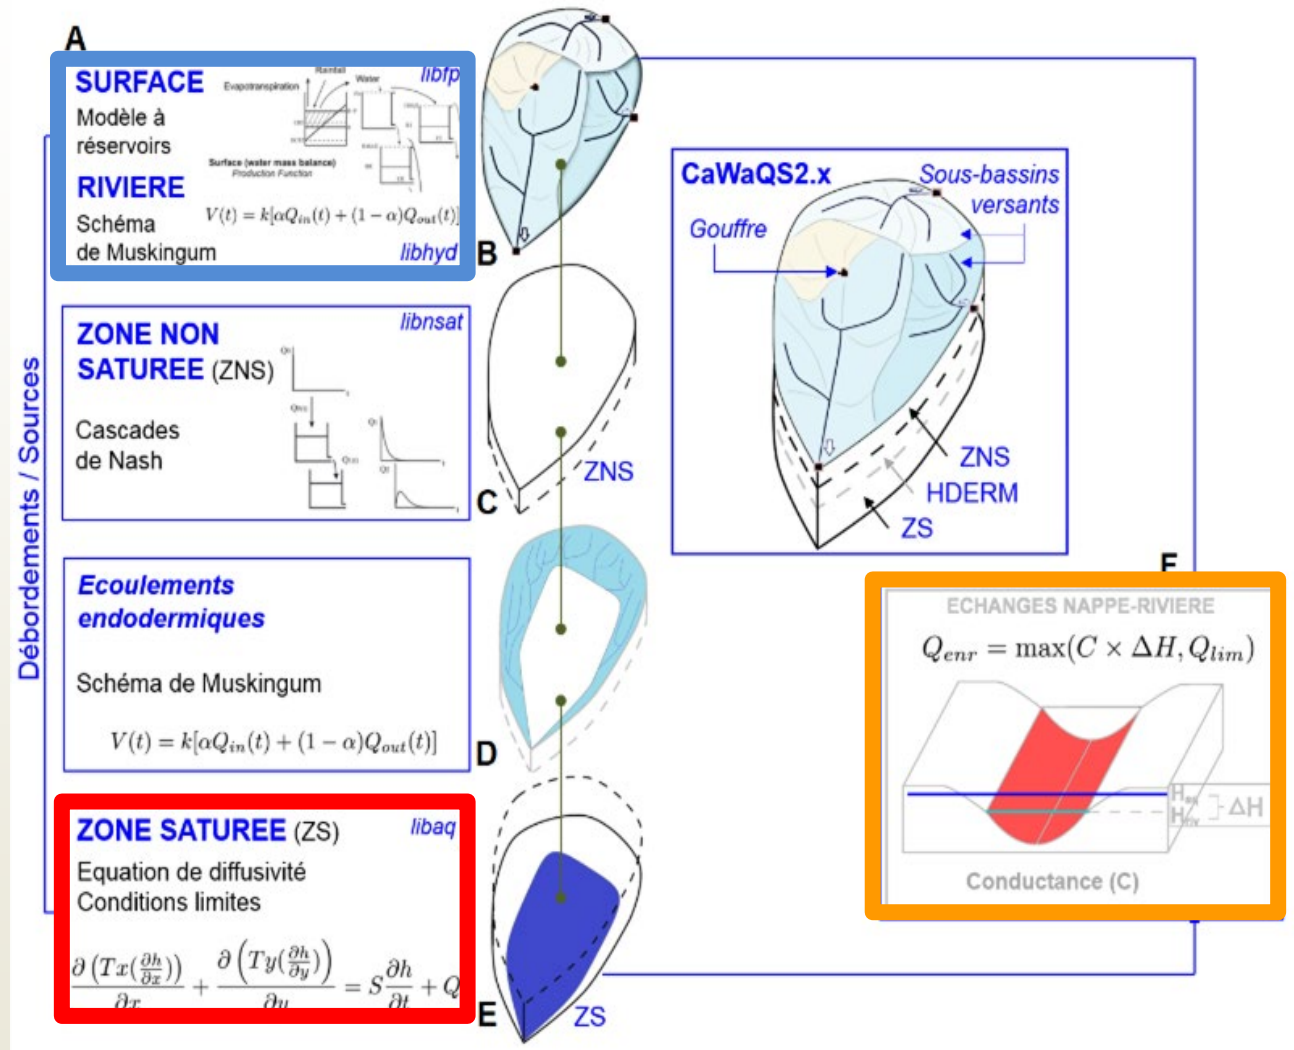 A
SURFACE
libfp
Modèle à
réservoirs
Rainfall
Evapotranspiration
Water
Surface (water mass balance)
Production Function
RIVIERE
Schéma
de Muskingum
V(t) = k[αQin(t) + (1 − α)Qout(t)]
libhyd
B
ZONE NON
SATUREE (ZNS)
libnsat
Cascades
de Nash
ZNS
C
Ecoulements
endodermiques
Schéma de Muskingum
V(t) = k[αQin(t) + (1 − α)Qout(t)]
D
ZONE SATUREE (ZS)
libaq
Equation de diffusivité
Conditions limites
∂(Tx(∂h/∂x))/∂x + ∂(Ty(∂h/∂y))/∂y = S ∂h/∂t + Q
E
ZS
Débordements / Sources
CaWaQS2.x
Sous-bassins
versants
Gouffre
ZNS
HDERM
ZS
ECHANGES NAPPE-RIVIERE
Qenr = max(C × ΔH, Qlim)
ΔH
Conductance (C)